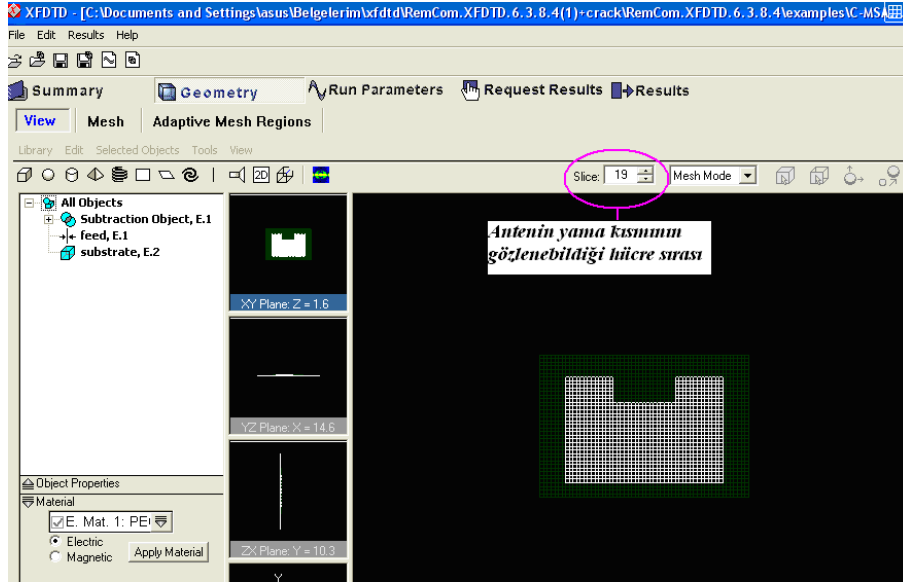 XFDTD - [C:\Documents and Settings\asus\Belgelerim\xfdtd\RemCom.XFDTD.6.3.8.4(1)+crack\RemCom.XFDTD.6.3.8.4\examples\C-MSA
File Edit Results Help
Summary Geometry Run Parameters Request Results Results
View Mesh Adaptive Mesh Regions
Library Edit Selected Objects Tools View
2D Slice: 19 Mesh Mode
All Objects
Subtraction Object, E.1
feed, E.1
substrate, E.2
XY Plane: Z = 1.6
YZ Plane: X = 14.6
ZX Plane: Y = 10.3
Y
Antenin yama kısmının
gözlenebildiği hücre sırası
Object Properties
Material
E. Mat. 1: PE
Electric
Magnetic
Apply Material